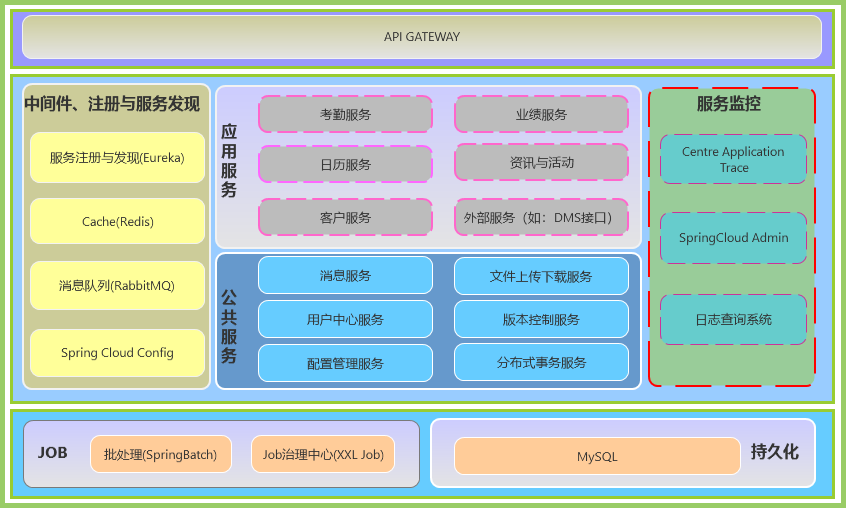 API GATEWAY
中间件、注册与服务发现
服务注册与发现(Eureka)
Cache(Redis)
消息队列(RabbitMQ)
Spring Cloud Config
应用服务
考勤服务
业绩服务
日历服务
资讯与活动
客户服务
外部服务（如：DMS接口）
公共服务
消息服务
文件上传下载服务
用户中心服务
版本控制服务
配置管理服务
分布式事务服务
服务监控
Centre Application
Trace
SpringCloud Admin
日志查询系统
JOB
批处理(SpringBatch)
Job治理中心(XXL Job)
MySQL
持久化